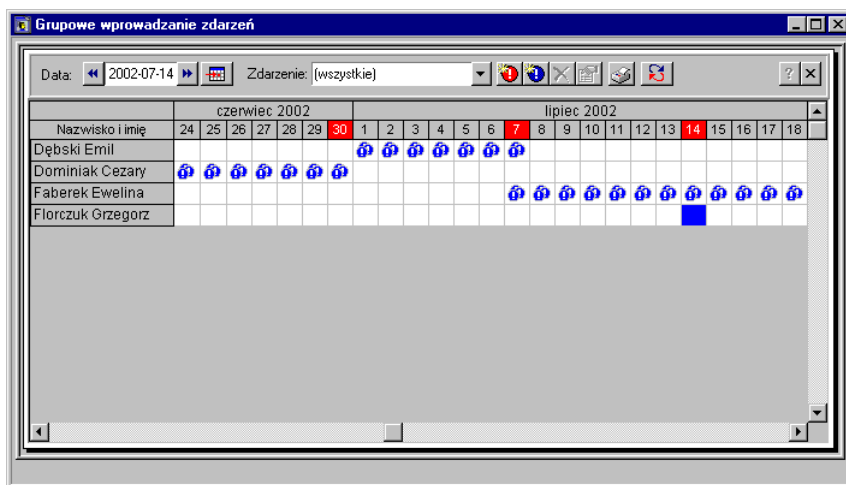 Grupowe wprowadzanie zdarzeń
Data: 2002-07-14 Zdarzenie: (wszystkie)
czerwiec 2002 lipiec 2002
Nazwisko i imię 24 25 26 27 28 29 30 1 2 3 4 5 6 7 8 9 10 11 12 13 14 15 16 17 18
Dębski Emil
Dominiak Cezary
Faberek Ewelina
Florczuk Grzegorz